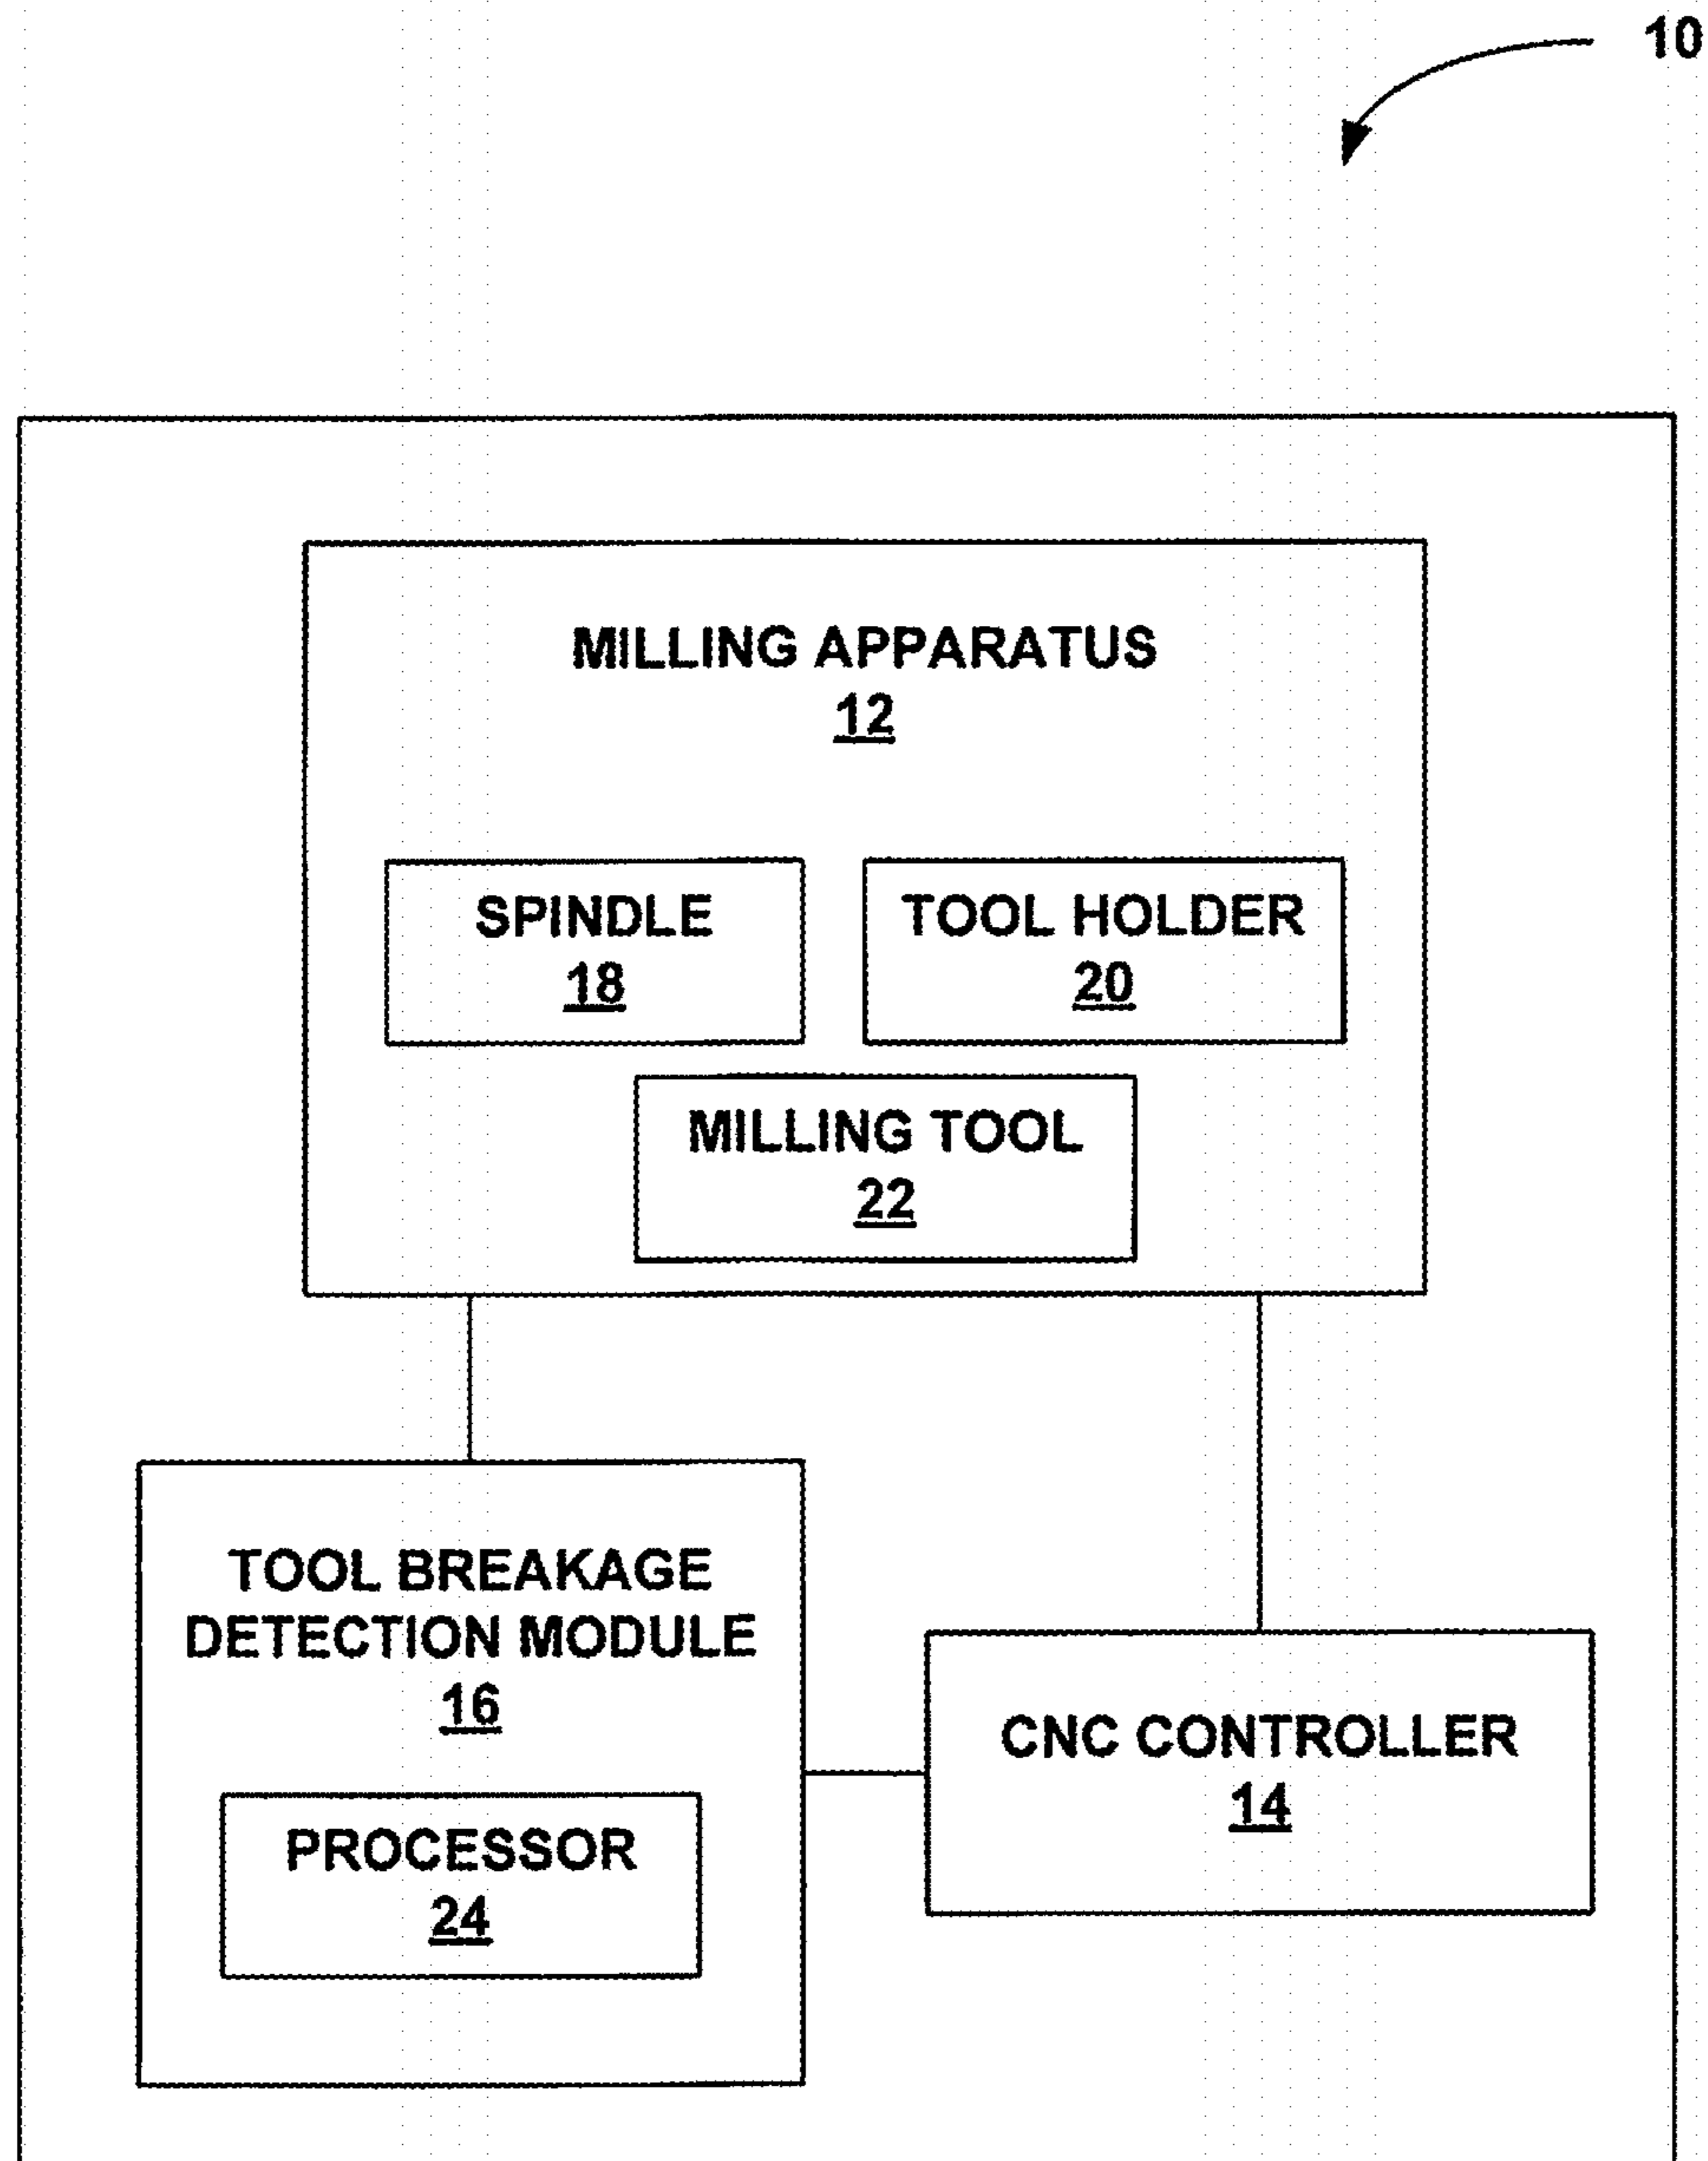 10
MILLING APPARATUS
12
SPINDLE
18
TOOL HOLDER
20
MILLING TOOL
22
TOOL BREAKAGE
DETECTION MODULE
16
PROCESSOR
24
CNC CONTROLLER
14